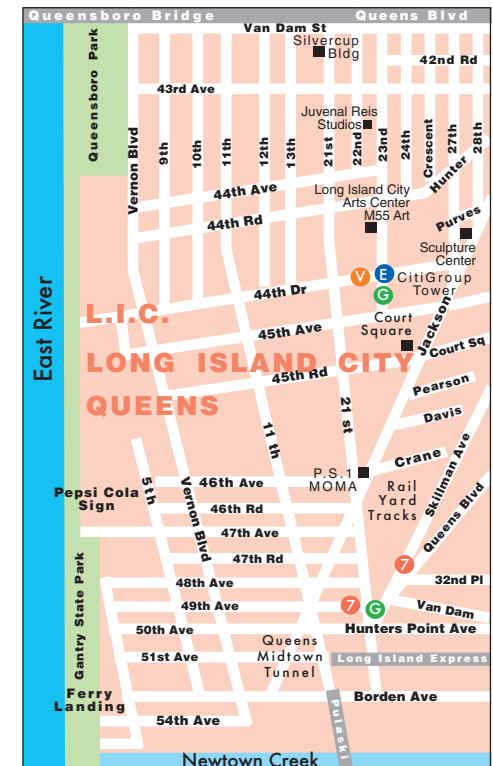 Queensboro Bridge
Queens Blvd
Van Dam St
Silvercup
Bldg
42nd Rd
Queensboro Park
43rd Ave
Juvenal Reis
Studios
Vernon Blvd
9th
10th
11th
12th
13th
21st
22nd
23nd
24th
Crescent
27th
28th
Hunter
44th Ave
Long Island City
Arts Center
M55 Art
44th Rd
Purves
Sculpture
Center
V
E
G
CitiGroup
Tower
44th Dr
East River
L.I.C.
LONG ISLAND CITY
QUEENS
Court
Square
Jackson
45th Ave
Court Sq
45th Rd
Pearson
Davis
21 st
11 th
Crane
Skillman Ave
P.S.1
MOMA
Rail
Yard
Tracks
Queens Blvd
5th
Vernon Blvd
46th Ave
Pepsi Cola
Sign
46th Rd
47th Ave
47th Rd
7
48th Ave
32nd Pl
Gantry State Park
49th Ave
7
G
Van Dam
50th Ave
Hunters Point Ave
Queens
Midtown
Tunnel
51st Ave
Long Island Express
Ferry
Landing
Borden Ave
Pulaski
54th Ave
Newtown Creek